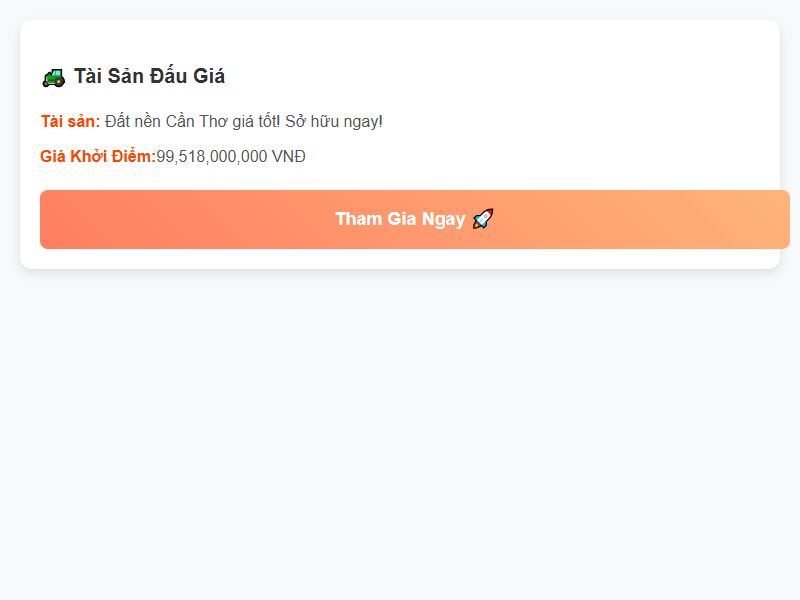 🚜 Tài Sản Đấu Giá
Tài sản: Đất nền Cần Thơ giá tốt! Sở hữu ngay!
Giá Khởi Điểm:99,518,000,000 VNĐ
Tham Gia Ngay 🚀